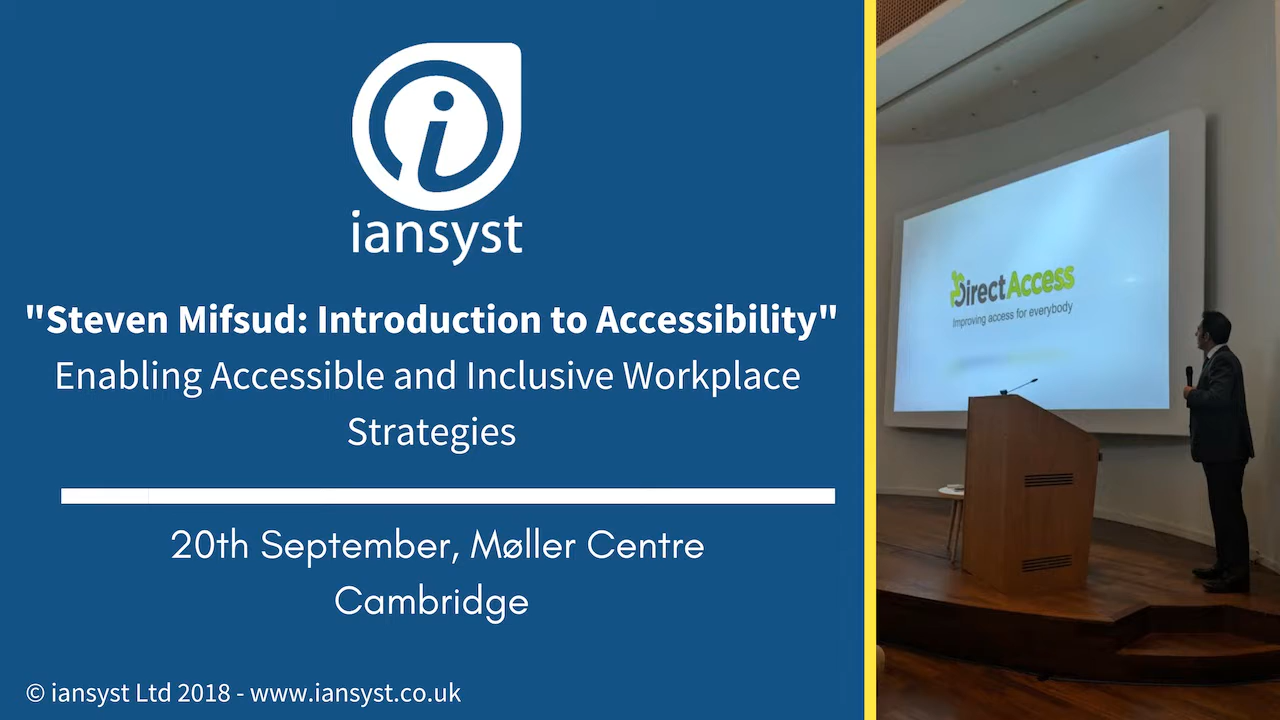 i
iansyst
"Steven Mifsud: Introduction to Accessibility"
Enabling Accessible and Inclusive Workplace
Strategies
20th September, Møller Centre
Cambridge
© iansyst Ltd 2018 - www.iansyst.co.uk
DirectAccess
Improving access for everybody